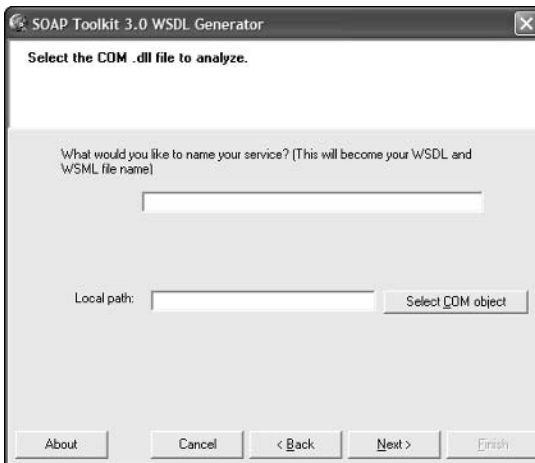 SOAP Toolkit 3.0 WSDL Generator
Select the COM .dll file to analyze.
What would you like to name your service? (This will become your WSDL and
WSML file name)
Local path:
Select COM object
About
Cancel
< Back
Next >
Finish